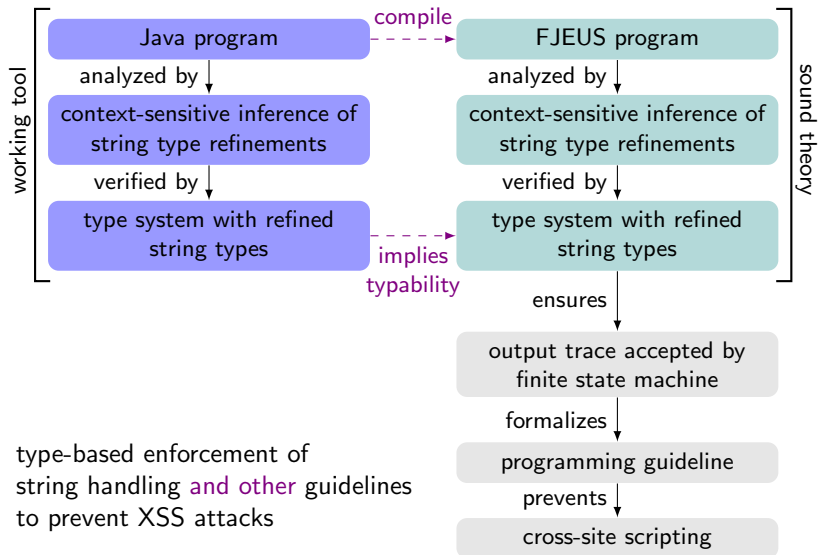 compile
Java program
FJEUS program
analyzed by
analyzed by
working tool
sound theory
context-sensitive inference of
string type refinements
context-sensitive inference of
string type refinements
verified by
verified by
type system with refined
string types
type system with refined
string types
implies
typability
ensures
output trace accepted by
finite state machine
formalizes
type-based enforcement of
string handling and other guidelines
to prevent XSS attacks
programming guideline
prevents
cross-site scripting